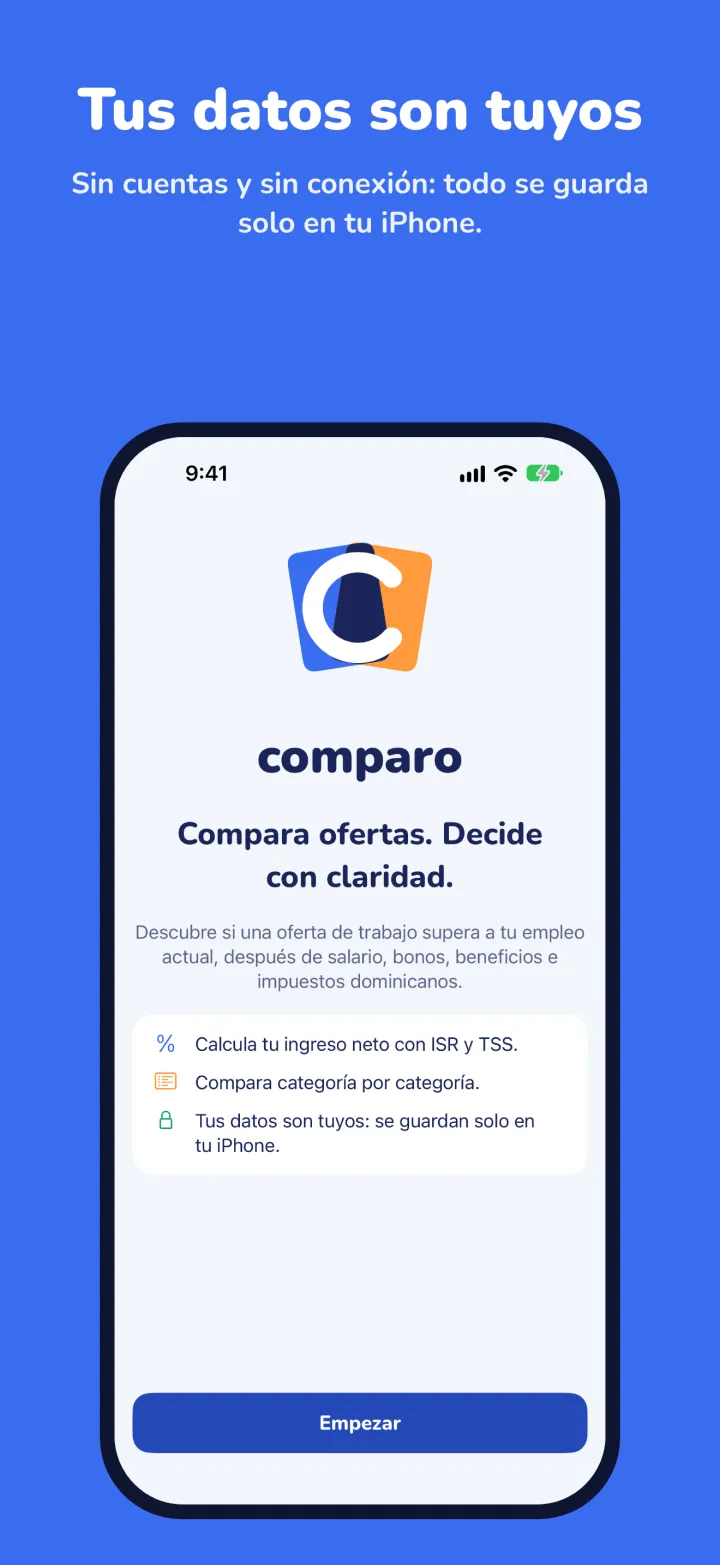 Tus datos son tuyos
Sin cuentas y sin conexión: todo se guarda
solo en tu iPhone.
9:41
C
comparo
Compara ofertas. Decide
con claridad.
Descubre si una oferta de trabajo supera a tu empleo
actual, después de salario, bonos, beneficios e
impuestos dominicanos.
% Calcula tu ingreso neto con ISR y TSS.
Compara categoría por categoría.
Tus datos son tuyos: se guardan solo en
tu iPhone.
Empezar